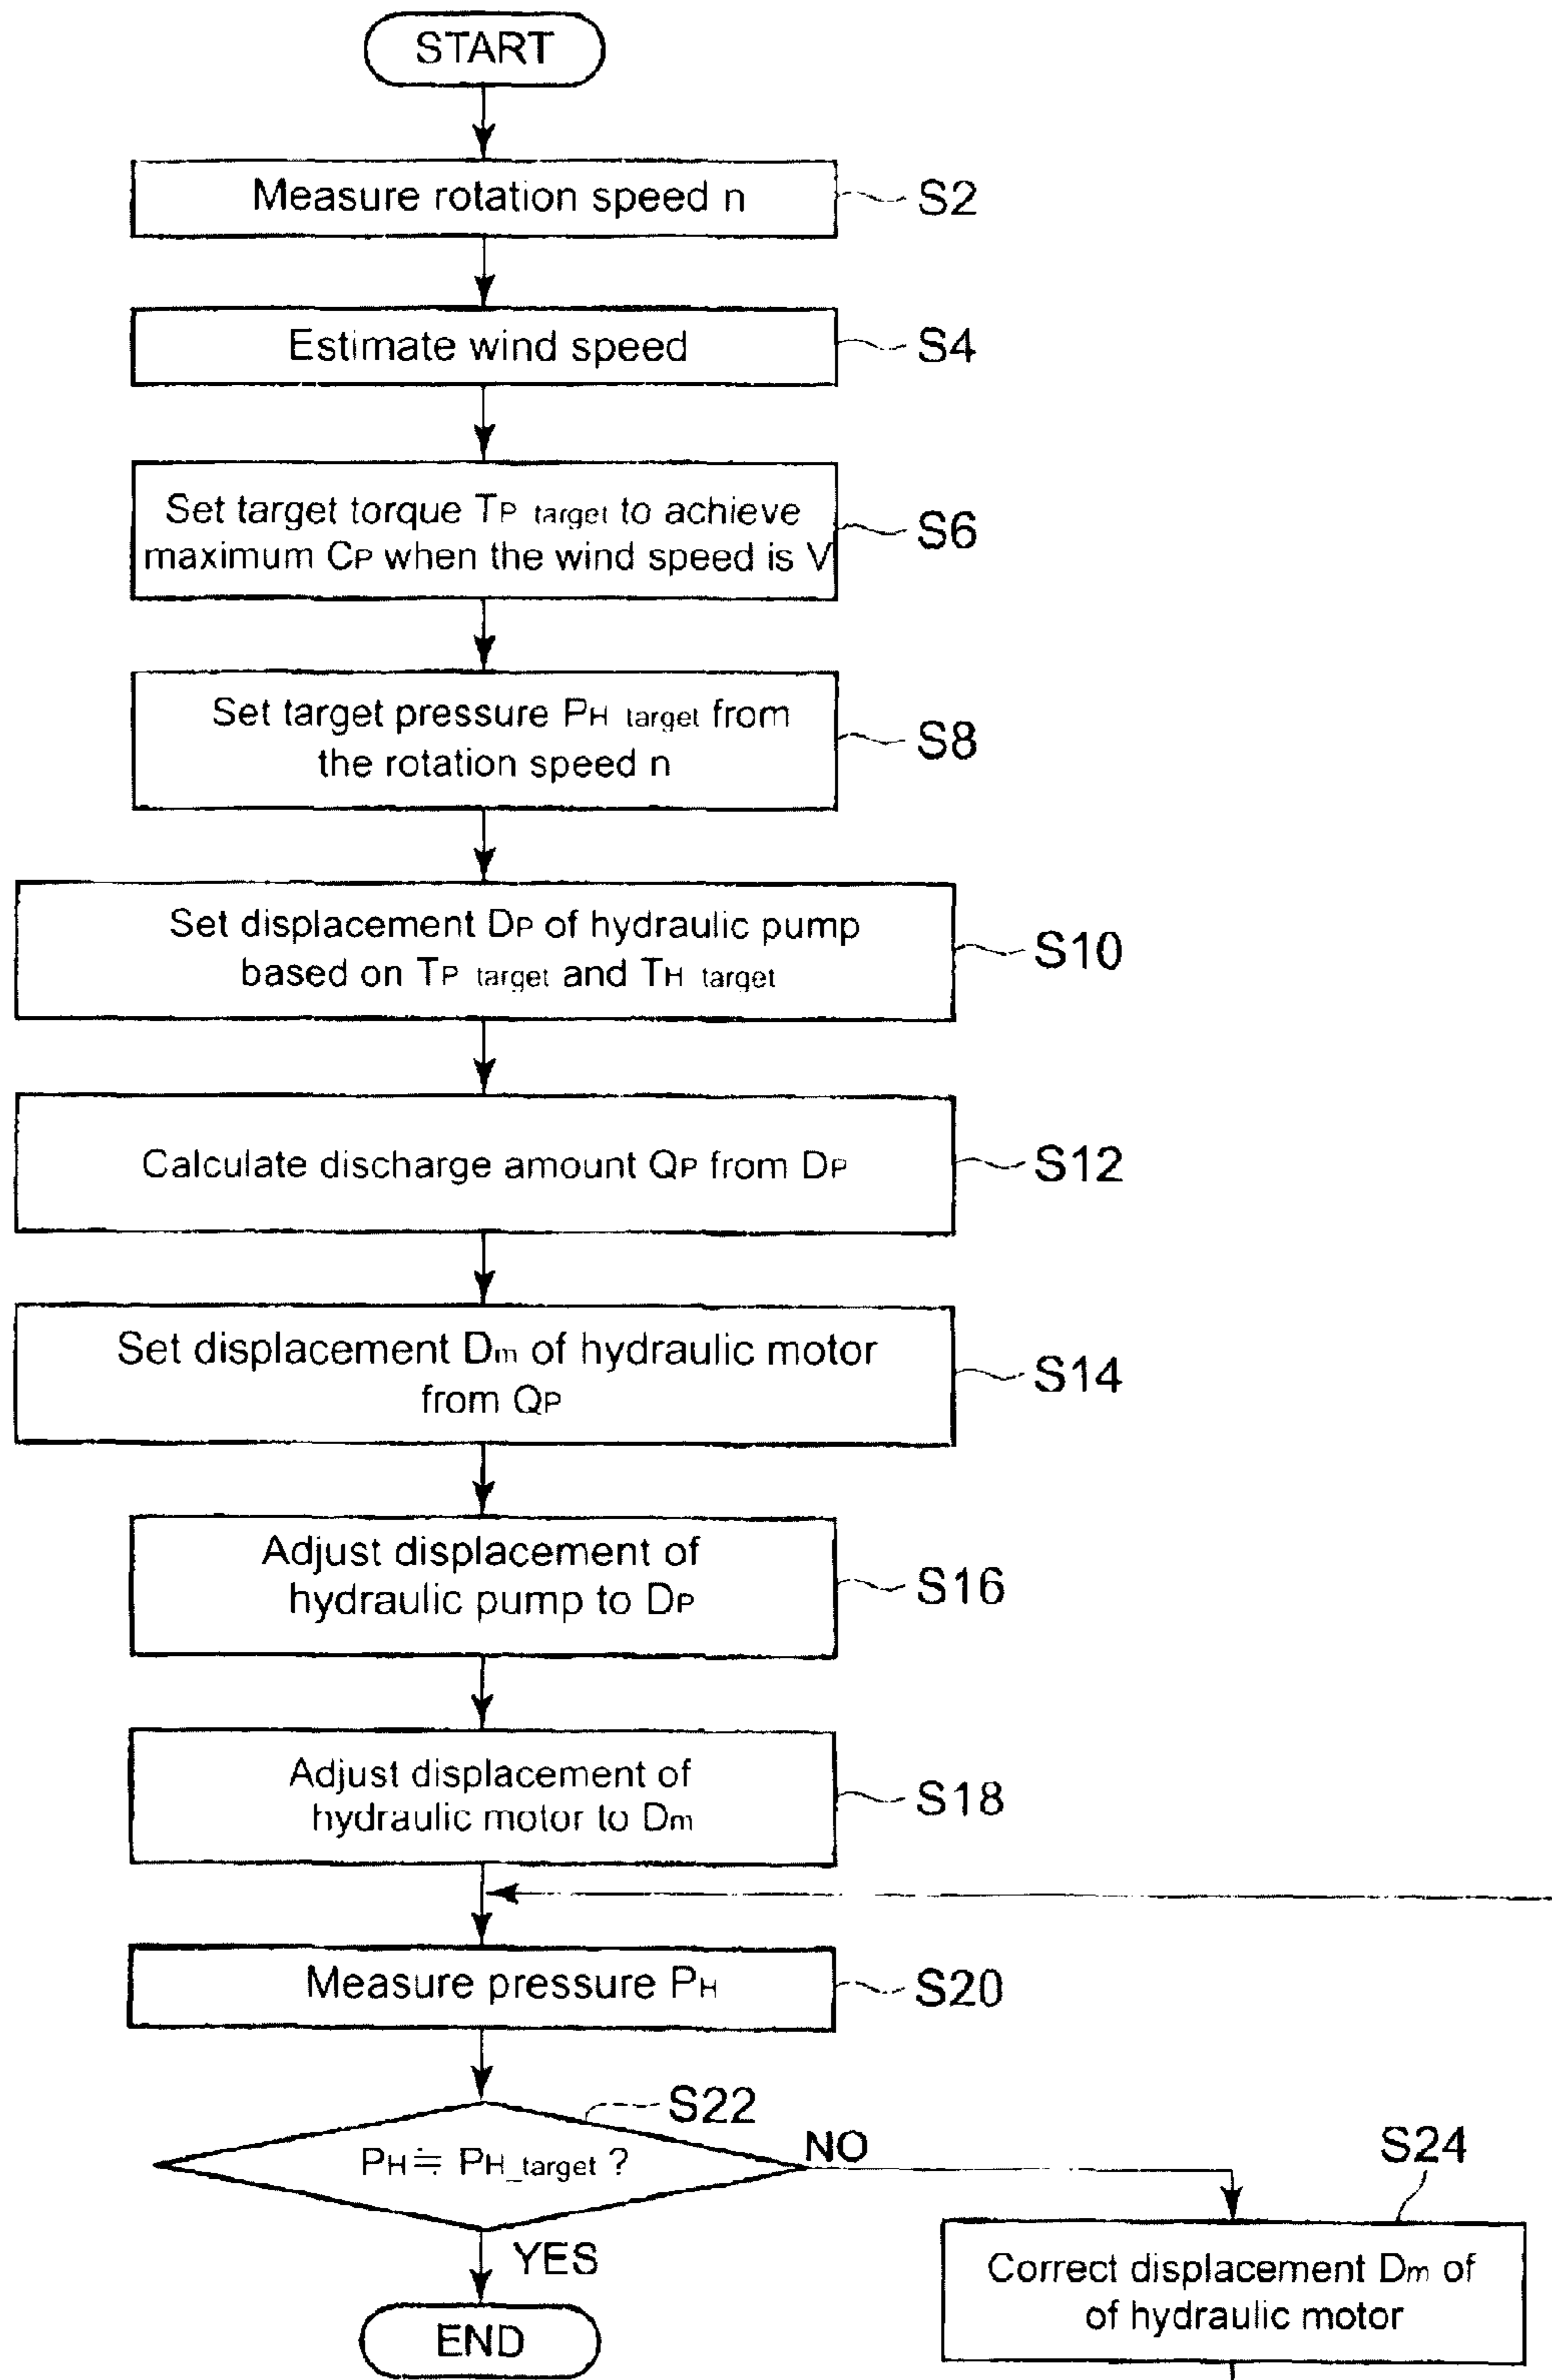 START
Measure rotation speed n
S2
Estimate wind speed
S4
Set target torque TP target to achieve
maximum CP when the wind speed is V
S6
Set target pressure PH target from
the rotation speed n
S8
Set displacement DP of hydraulic pump
based on TP target and TH target
S10
Calculate discharge amount QP from DP
S12
Set displacement Dm of hydraulic motor
from QP
S14
Adjust displacement of
hydraulic pump to DP
S16
Adjust displacement of
hydraulic motor to Dm
S18
Measure pressure PH
S20
S22
PH≒ PH_target ?
NO
YES
S24
Correct displacement Dm of
of hydraulic motor
END